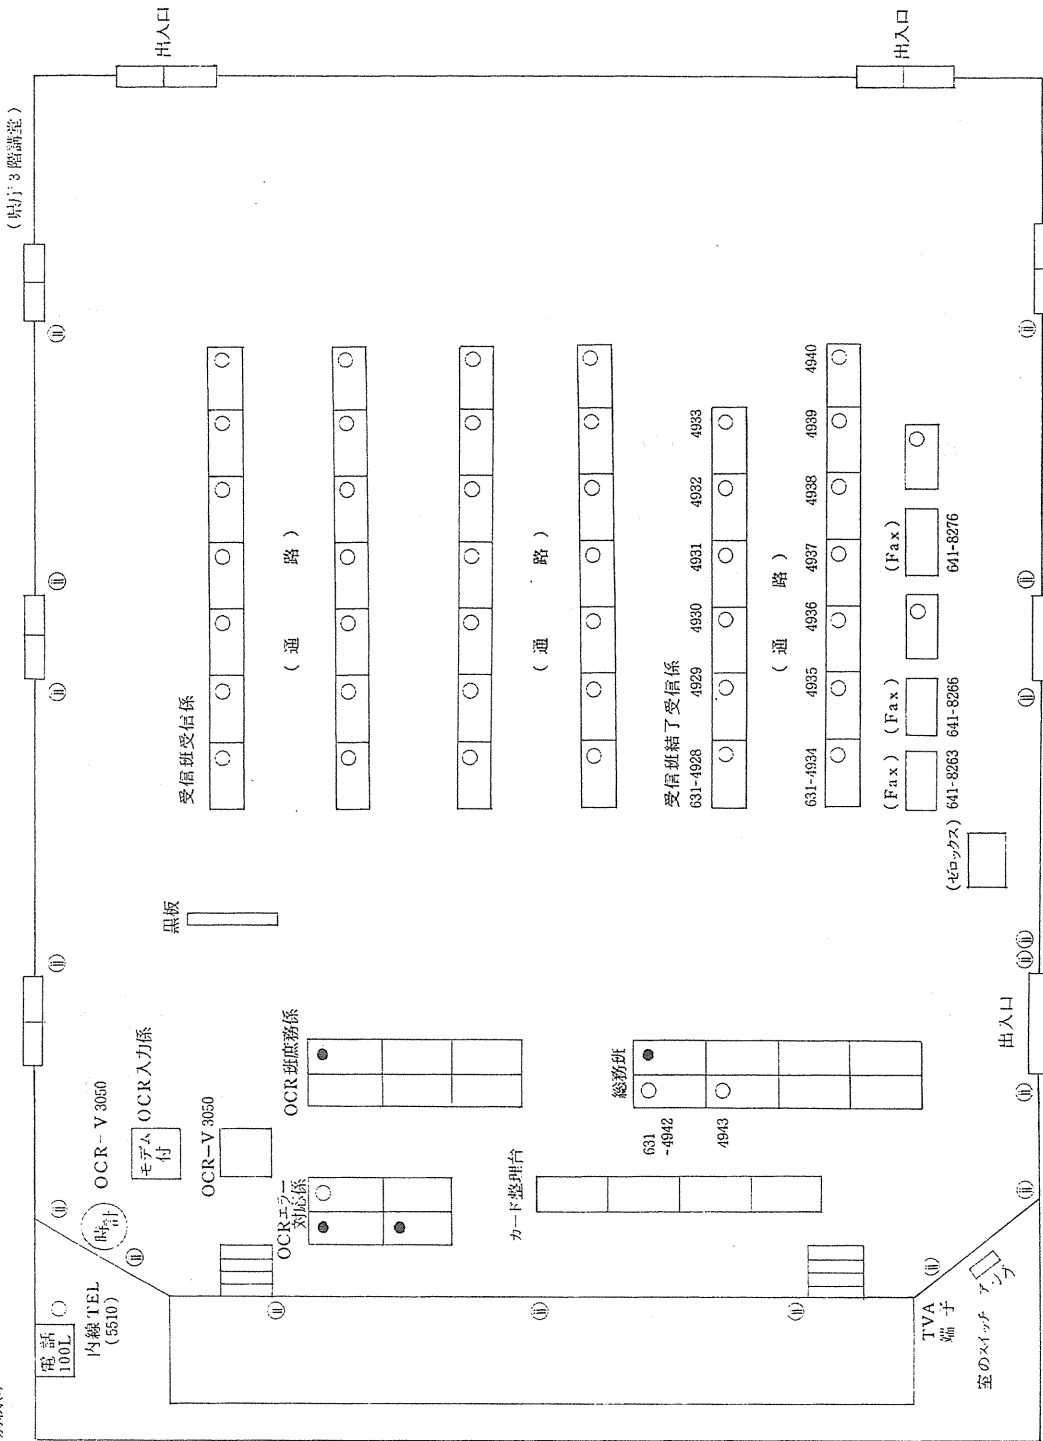 (県庁3階講堂)
出入口
出入口
受信班受信係
(通路)
(通路)
受信班結了受信係
631-4928 4929 4930 4931 4932 4933
(通路)
631-4934 4935 4936 4937 4938 4939 4940
(Fax) (Fax) (Fax)
641-8263 641-8266 641-8276
(ゼロックス)
黒板
出入口
OCR-V3050
OCR入力係
モデム
付
OCR-V3050
OCR班庶務係
OCRエラー
対応係
総務班
631
-4942
4943
カード整理台
時計
電話
100L
内線TEL
(5510)
TVA
端子
室のスイッチ アンプ